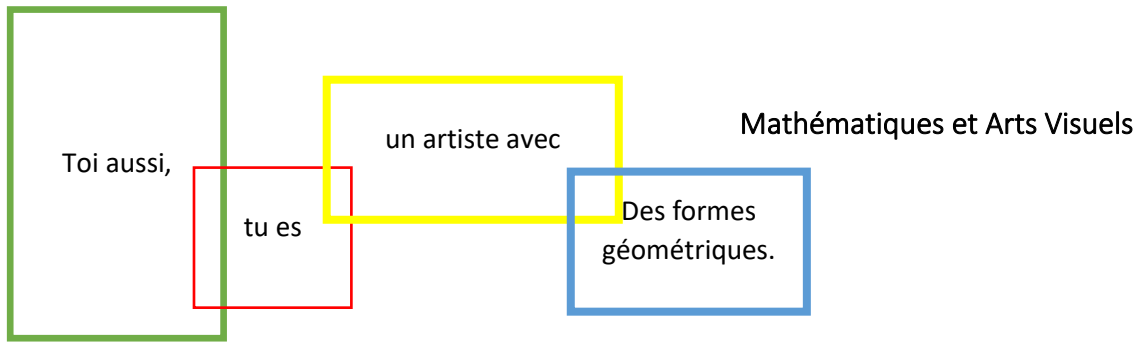 Toi aussi,
tu es
un artiste avec
Des formes
géométriques.
Mathématiques et Arts Visuels